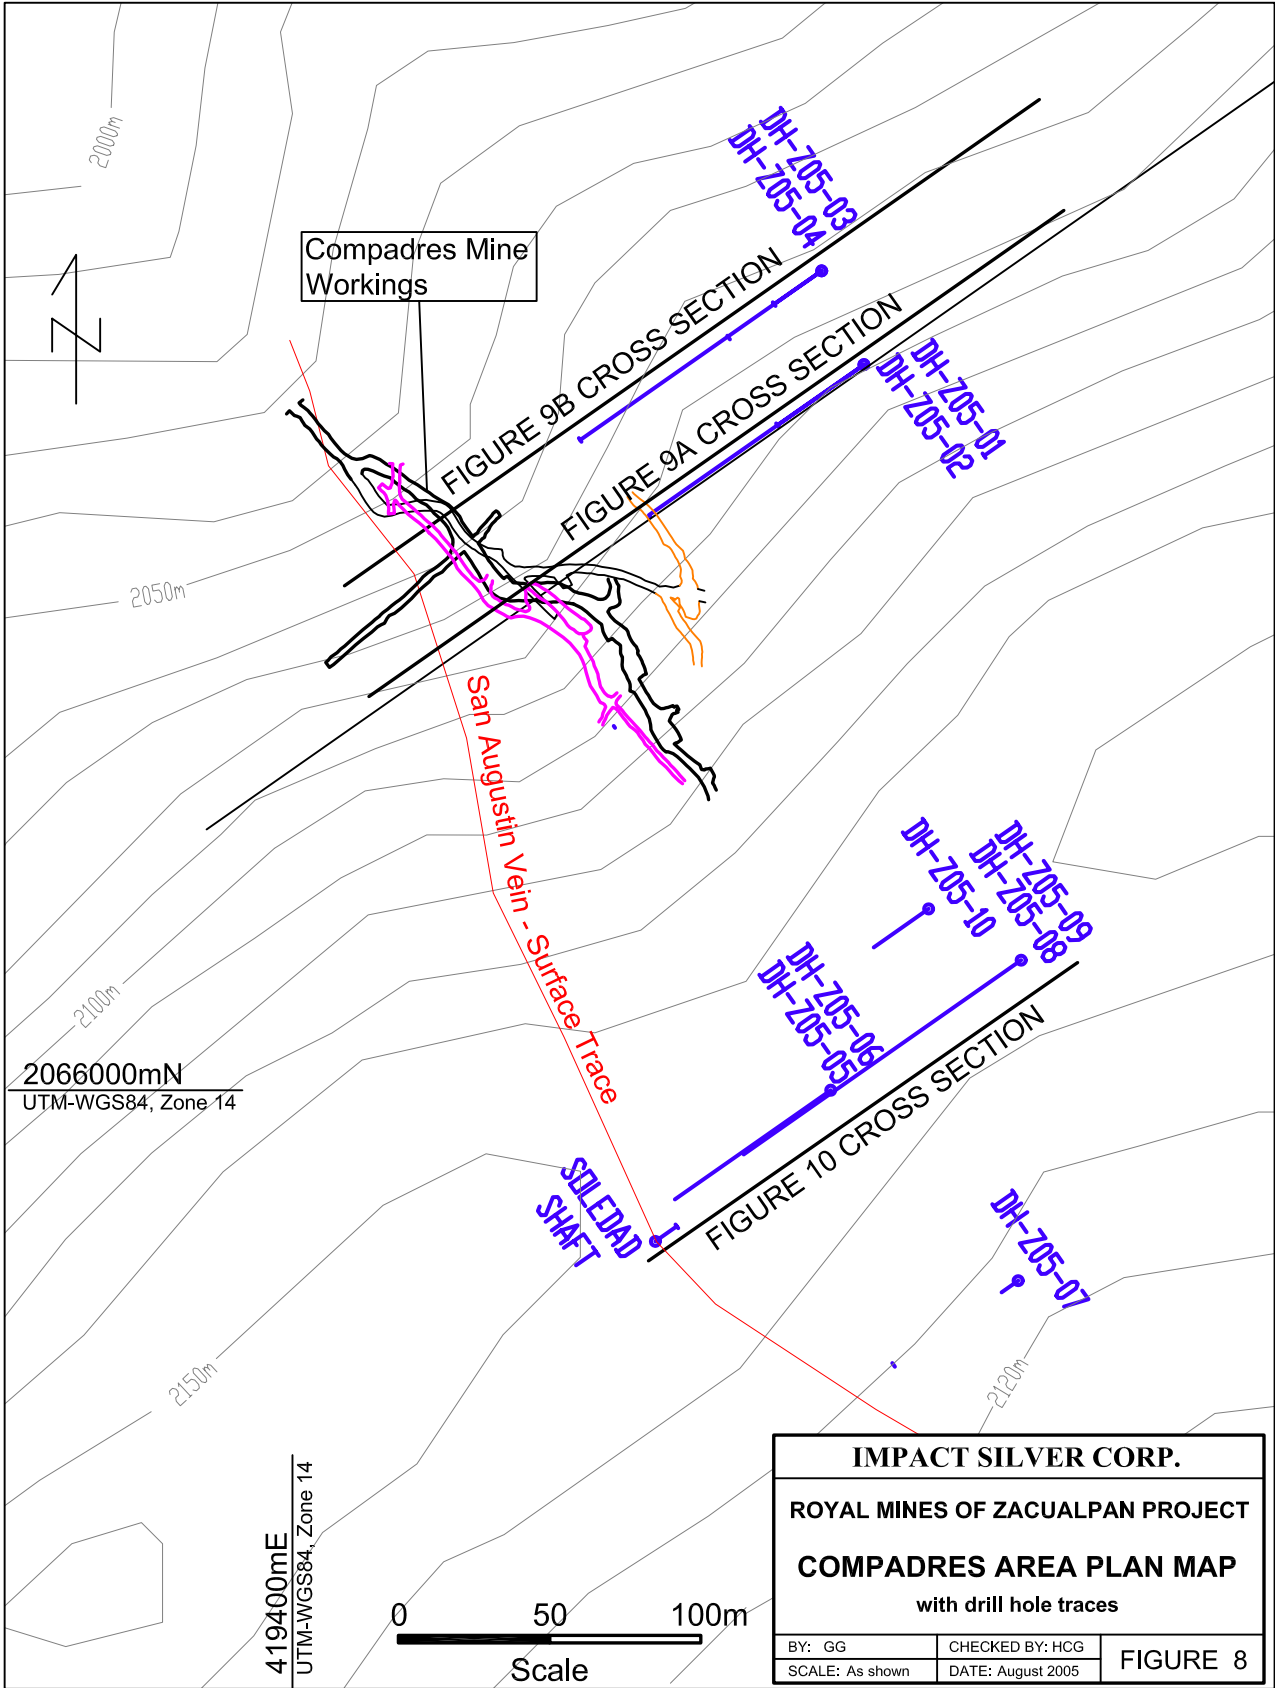 2000m
DH-Z05-03
DH-Z05-04
Compadres Mine
Workings
N
FIGURE 9B CROSS SECTION
FIGURE 9A CROSS SECTION
DH-Z05-01
DH-Z05-02
2050m
San Augustin Vein - Surface Trace
DH-Z05-10
DH-Z05-09
DH-Z05-08
DH-Z05-06
DH-Z05-05
2100m
2066000mN
UTM-WGS84, Zone 14
FIGURE 10 CROSS SECTION
SOLEDAD
SHAFT
DH-Z05-07
2150m
2120m
419400mE
UTM-WGS84, Zone 14
0 50 100m
Scale
IMPACT SILVER CORP.
ROYAL MINES OF ZACUALPAN PROJECT
COMPADRES AREA PLAN MAP
with drill hole traces
BY: GG
CHECKED BY: HCG
SCALE: As shown
DATE: August 2005
FIGURE 8